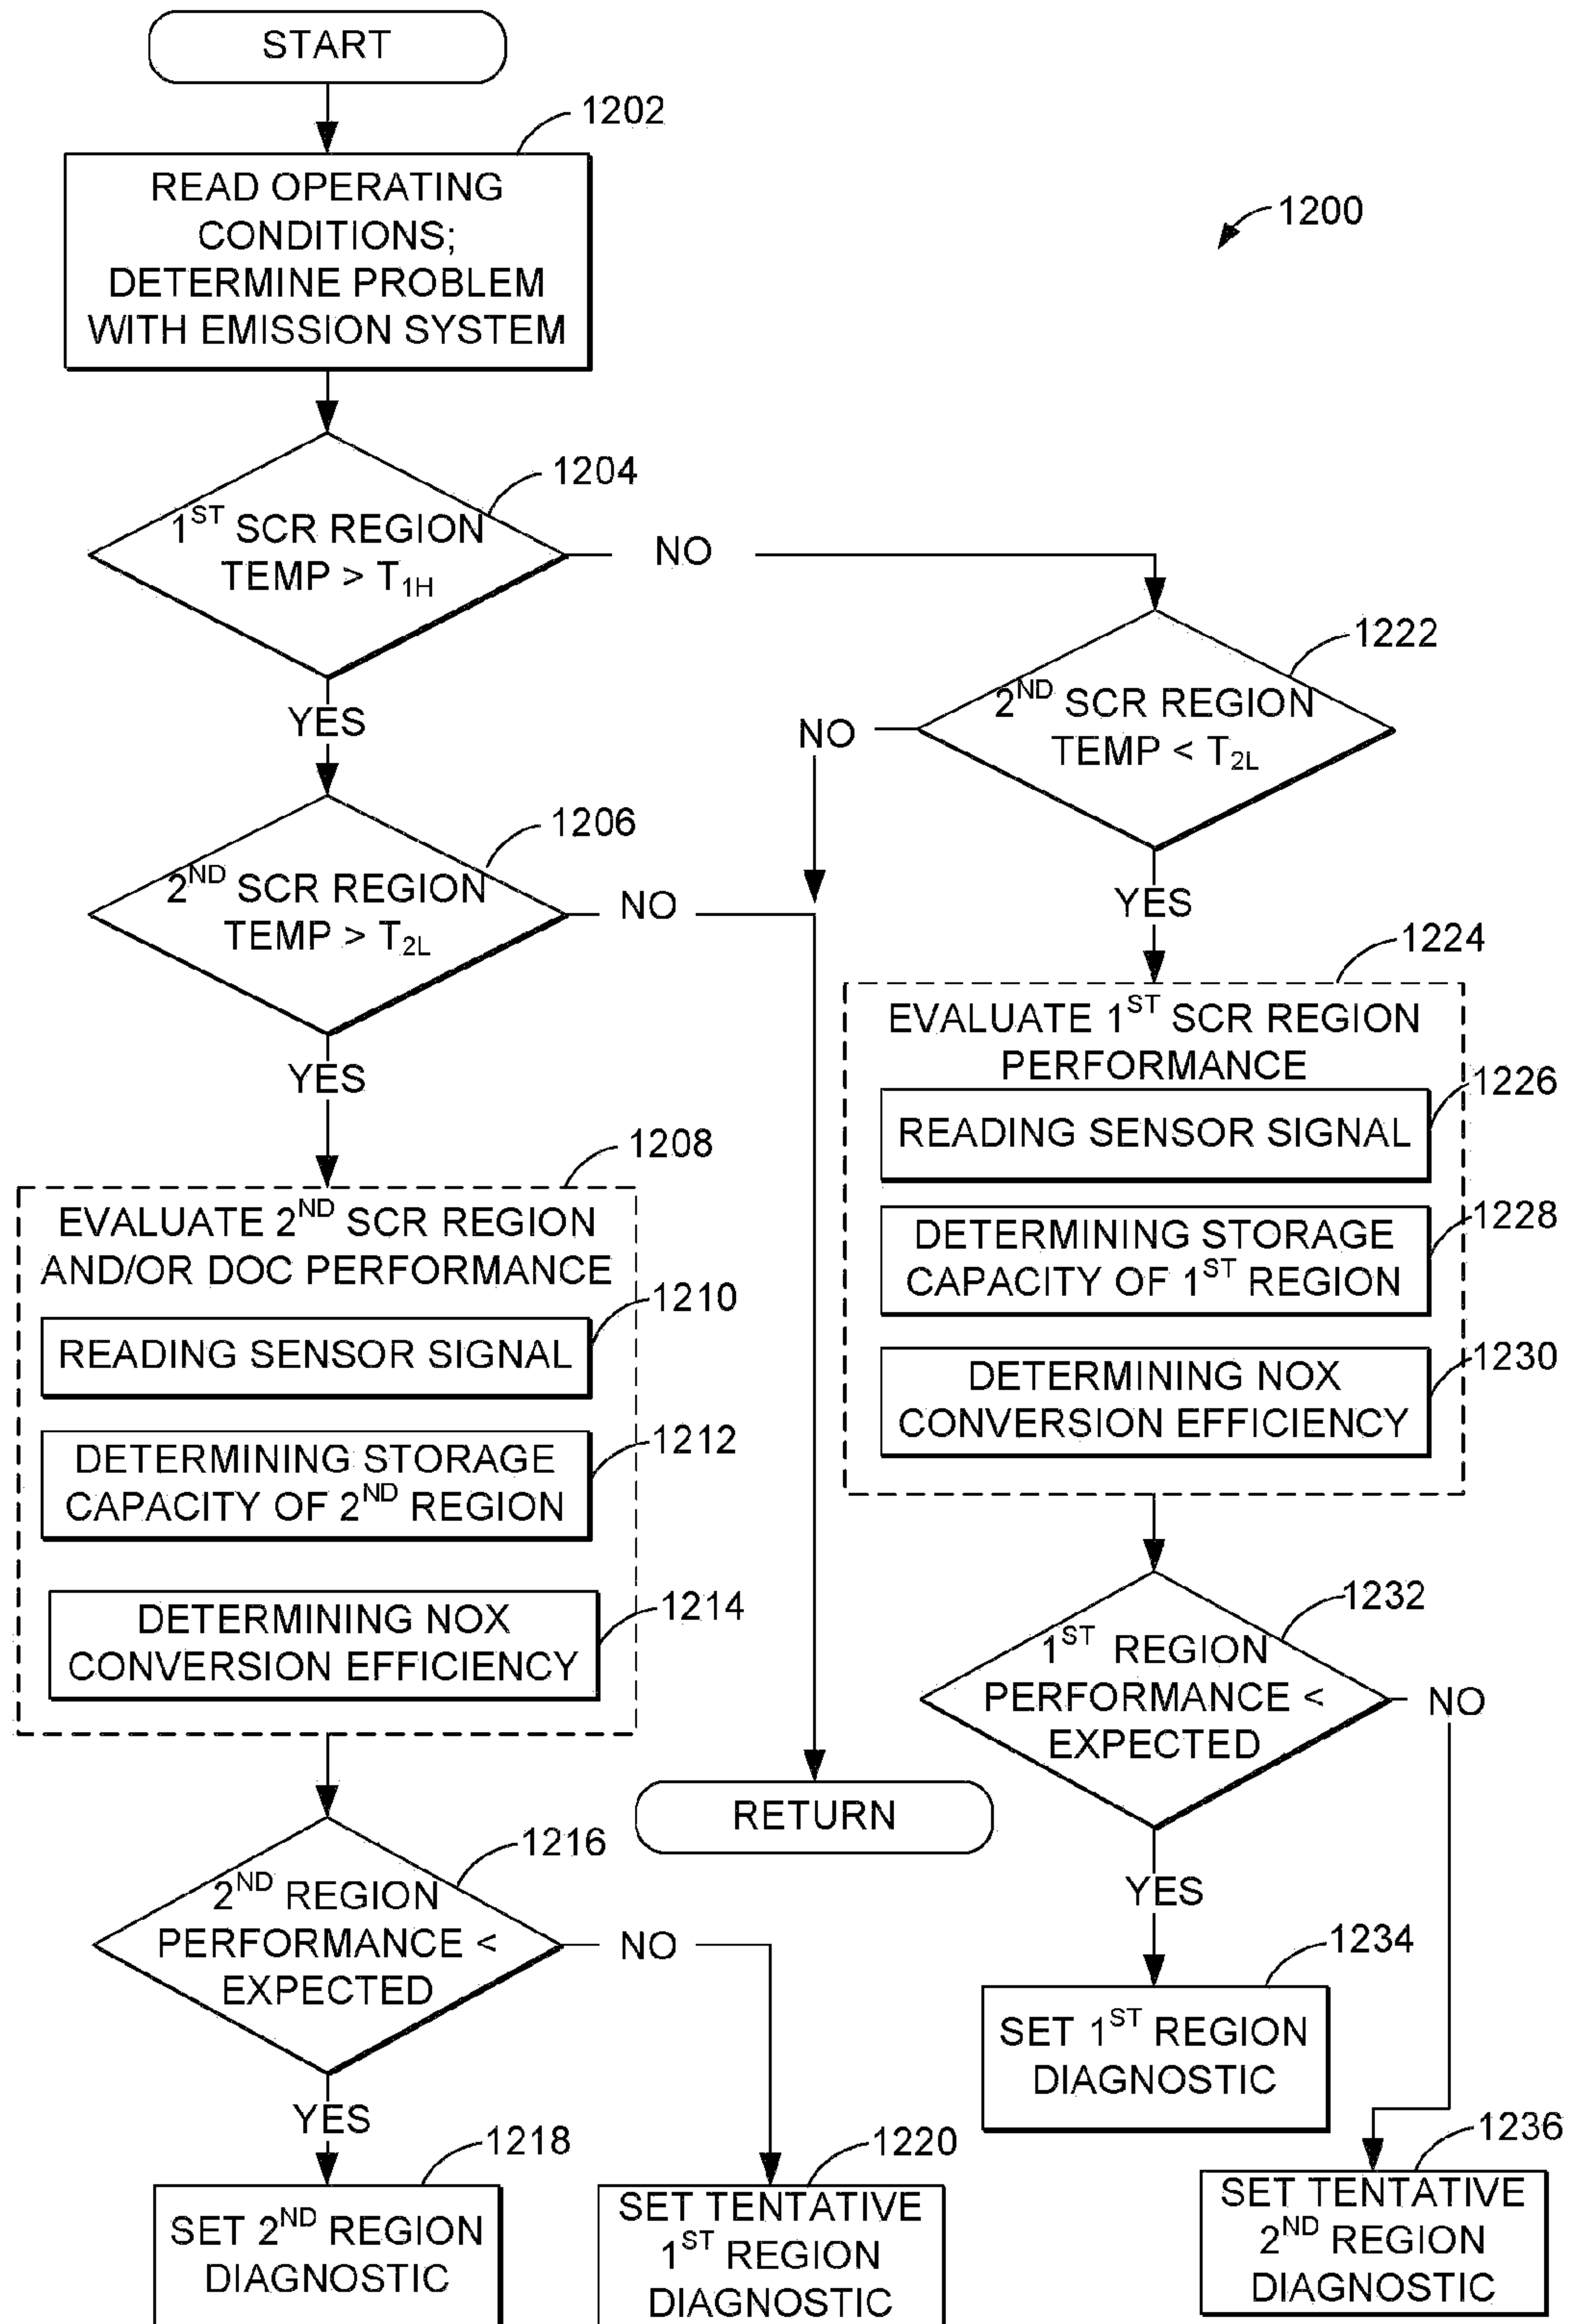 START
1202
READ OPERATING
CONDITIONS;
DETERMINE PROBLEM
WITH EMISSION SYSTEM
1200
1204
1ST SCR REGION
TEMP > T1H
NO
YES
1222
2ND SCR REGION
TEMP < T2L
NO
YES
1206
2ND SCR REGION
TEMP > T2L
NO
YES
1208
EVALUATE 2ND SCR REGION
AND/OR DOC PERFORMANCE
1210
READING SENSOR SIGNAL
1212
DETERMINING STORAGE
CAPACITY OF 2ND REGION
1214
DETERMINING NOX
CONVERSION EFFICIENCY
1224
EVALUATE 1ST SCR REGION
PERFORMANCE
1226
READING SENSOR SIGNAL
1228
DETERMINING STORAGE
CAPACITY OF 1ST REGION
1230
DETERMINING NOX
CONVERSION EFFICIENCY
RETURN
1216
2ND REGION
PERFORMANCE <
EXPECTED
NO
YES
1218
SET 2ND REGION
DIAGNOSTIC
1220
SET TENTATIVE
1ST REGION
DIAGNOSTIC
1232
1ST REGION
PERFORMANCE <
EXPECTED
NO
YES
1234
SET 1ST REGION
DIAGNOSTIC
1236
SET TENTATIVE
2ND REGION
DIAGNOSTIC